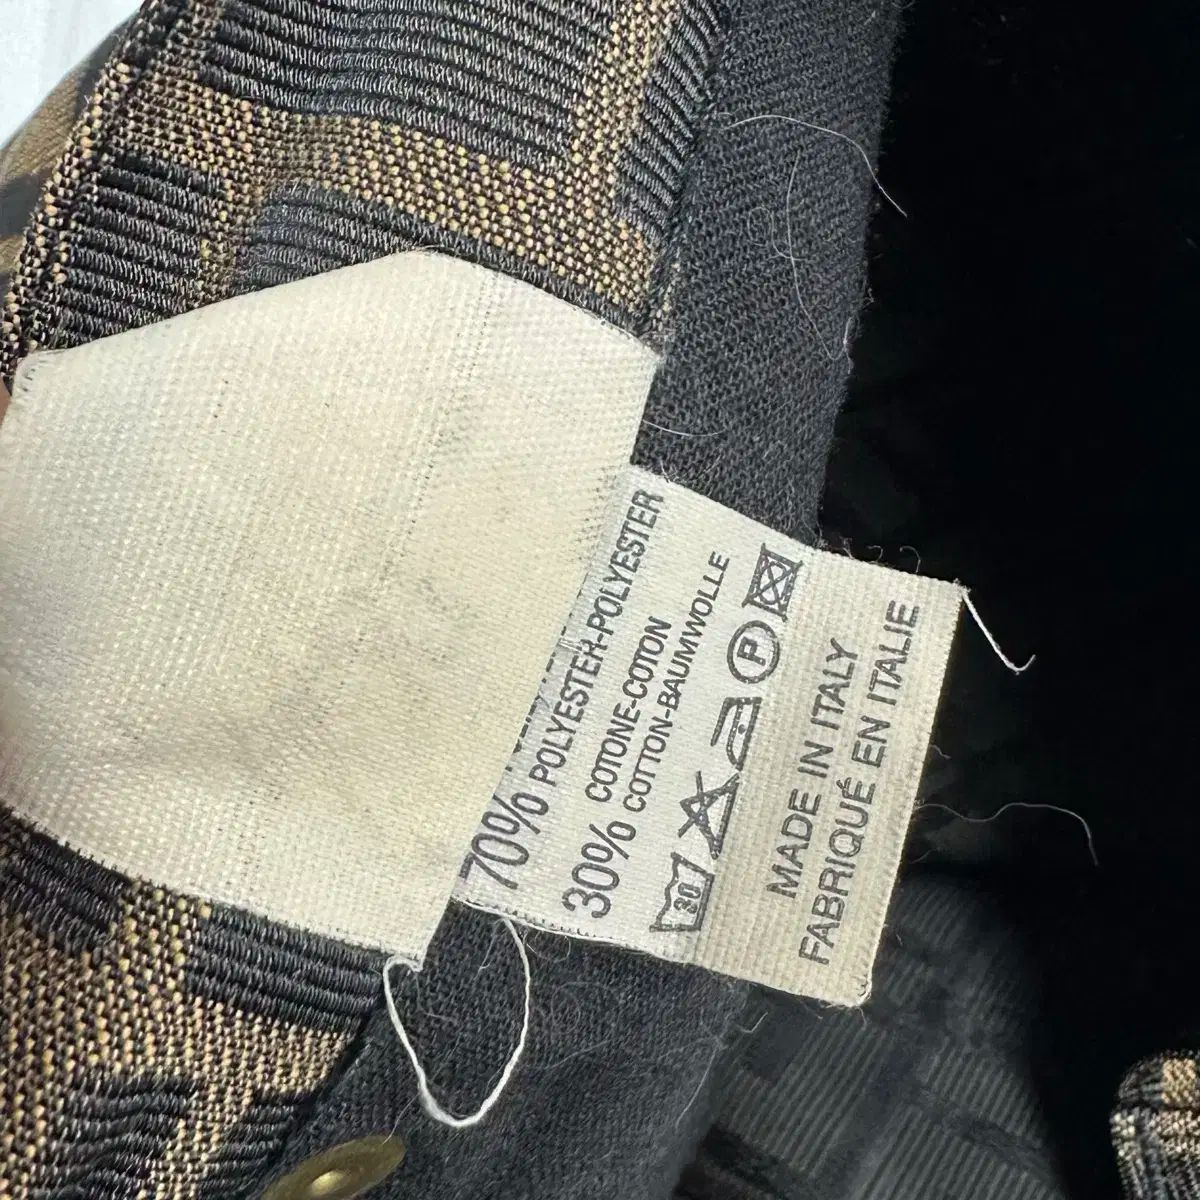 70% POLYESTER-POLYESTER
COTONE-COTON
30% COTTON-BAUMWOLLE
30
P
MADE IN ITALY
FABRIQUÉ EN ITALIE